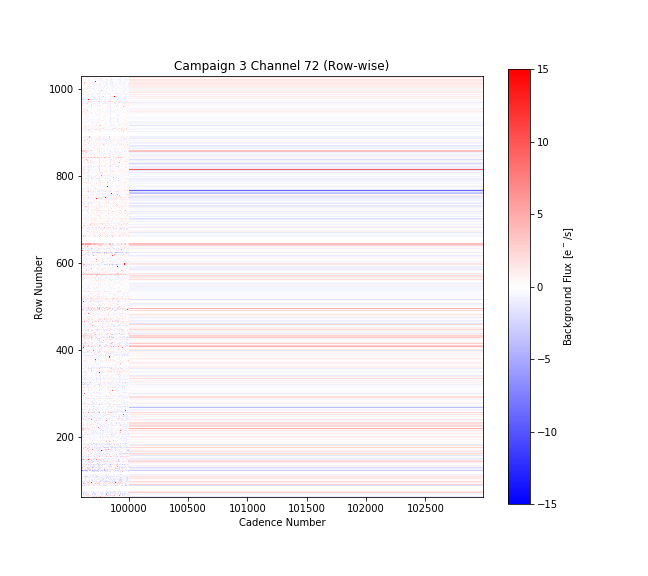 Campaign 3 Channel 72 (Row-wise)
1000
800
600
400
200
Row Number
100000 100500 101000 101500 102000 102500
Cadence Number
15
10
5
0
−5
−10
−15
Background Flux [e⁻/s]